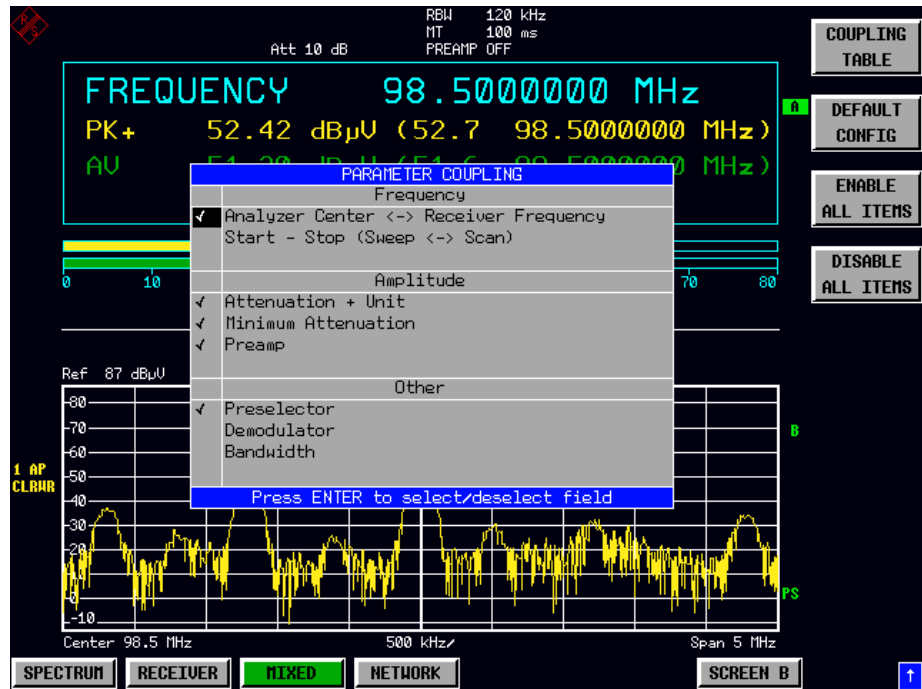 RBW 120 kHz
MT 100 ms
Att 10 dB PREAMP OFF
FREQUENCY 98.5000000 MHz
PK+ 52.42 dBµV (52.7 98.5000000 MHz)
AV MHz)
A
PARAMETER COUPLING
Frequency
✓ Analyzer Center <-> Receiver Frequency
Start - Stop (Sweep <-> Scan)
0 10 70 80
Amplitude
✓ Attenuation + Unit
✓ Minimum Attenuation
✓ Preamp
Other
✓ Preselector
Demodulator
Bandwidth
Press ENTER to select/deselect field
Ref 87 dBµV
80
70
60
50
40
30
20
-10
B
1 AP
CLRWR
PS
Center 98.5 MHz 500 kHz/ Span 5 MHz
COUPLING
TABLE
DEFAULT
CONFIG
ENABLE
ALL ITEMS
DISABLE
ALL ITEMS
SPECTRUM RECEIVER MIXED NETWORK SCREEN B ↑